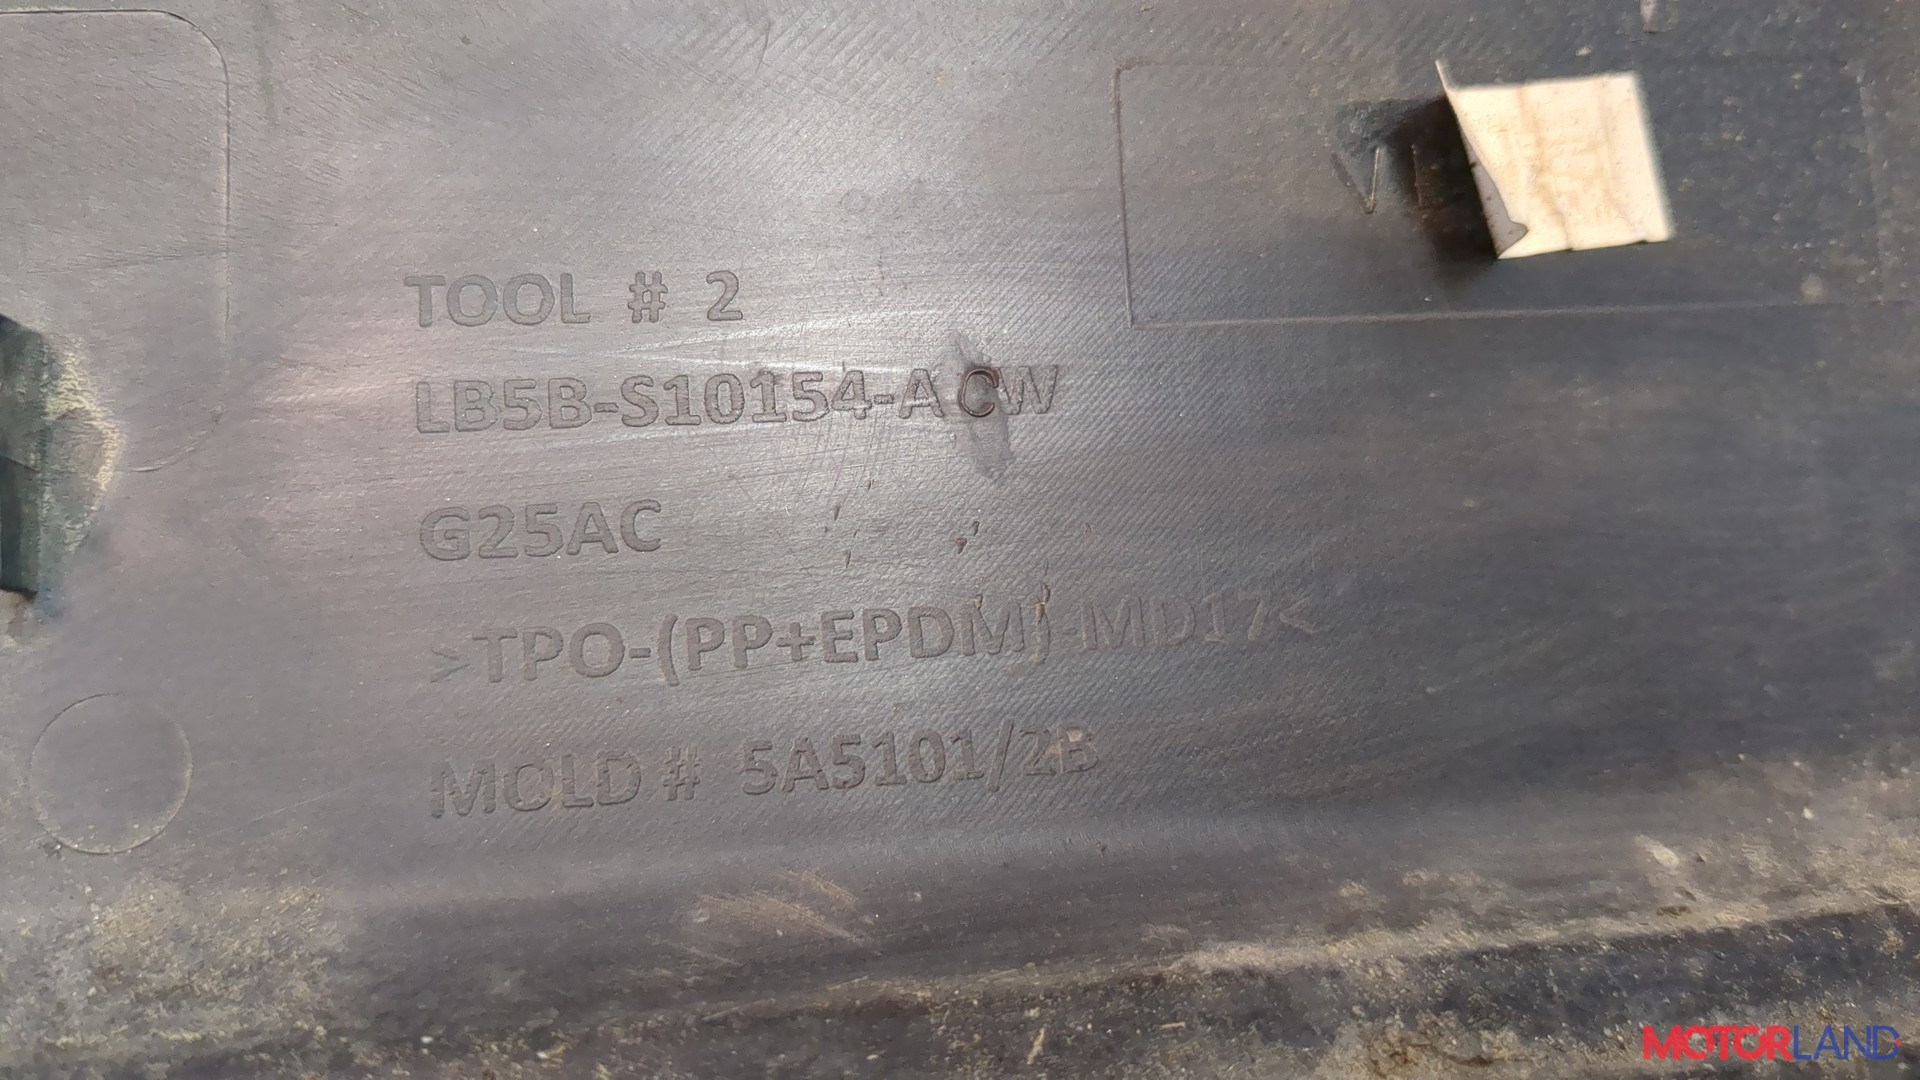 TOOL # 2
LB5B-S10154-ACW
G25AC
>TPO-(PP+EPDM)-MD17<
MOLD # 5A5101/2B
MOTORLAND